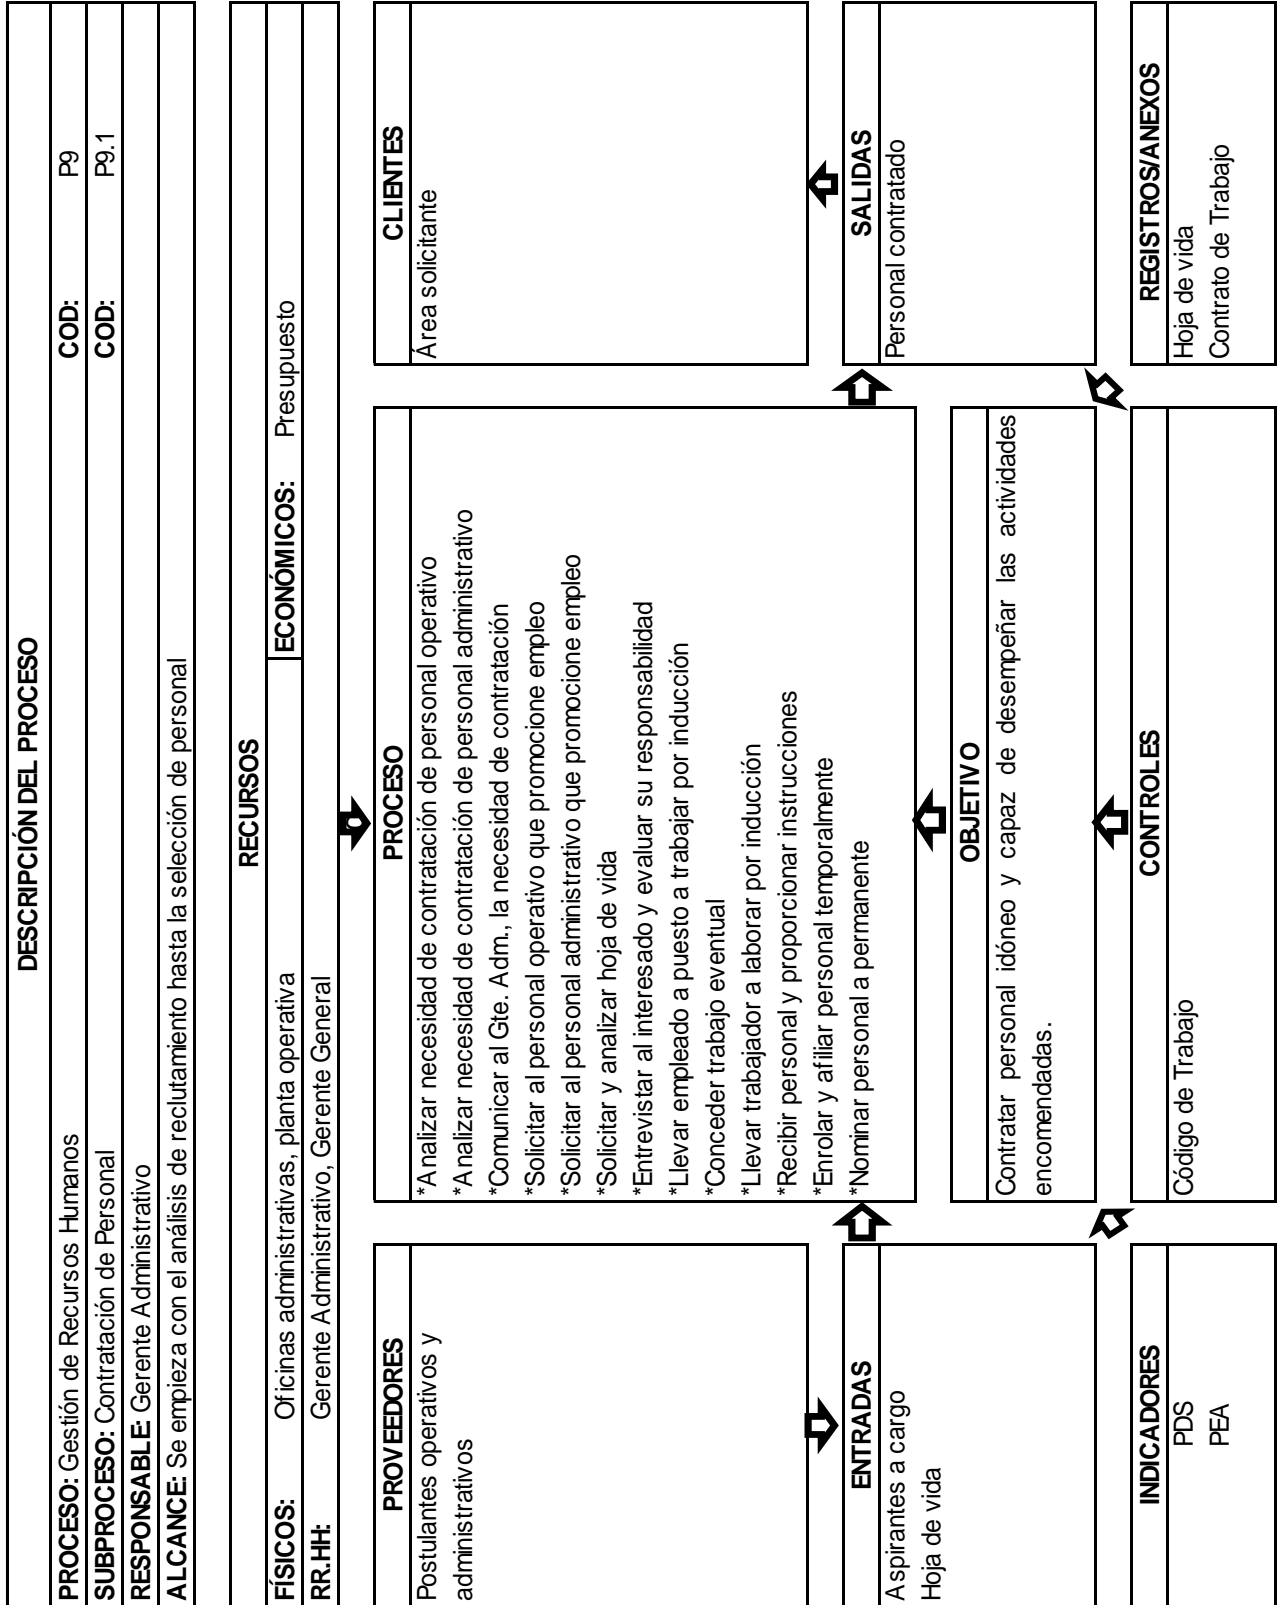 DESCRIPCIÓN DEL PROCESO
PROCESO: Gestión de Recursos Humanos COD: P9
SUBPROCESO: Contratación de Personal COD: P9.1
RESPONSABLE: Gerente Administrativo
ALCANCE: Se empieza con el análisis de reclutamiento hasta la selección de personal
RECURSOS
FÍSICOS: Oficinas administrativas, planta operativa ECONÓMICOS: Presupuesto
RR.HH: Gerente Administrativo, Gerente General
PROVEEDORES
Postulantes operativos y
administrativos
ENTRADAS
Aspirantes a cargo
Hoja de vida
INDICADORES
PDS
PEA
PROCESO
*Analizar necesidad de contratación de personal operativo
*Analizar necesidad de contratación de personal administrativo
*Comunicar al Gte. Adm., la necesidad de contratación
*Solicitar al personal operativo que promocione empleo
*Solicitar al personal administrativo que promocione empleo
*Solicitar y analizar hoja de vida
*Entrevistar al interesado y evaluar su responsabilidad
*Llevar empleado a puesto a trabajar por inducción
*Conceder trabajo eventual
*Llevar trabajador a laborar por inducción
*Recibir personal y proporcionar instrucciones
*Enrolar y afiliar personal temporalmente
*Nominar personal a permanente
OBJETIVO
Contratar personal idóneo y capaz de desempeñar las actividades
encomendadas.
CONTROLES
Código de Trabajo
CLIENTES
Área solicitante
SALIDAS
Personal contratado
REGISTROS/ANEXOS
Hoja de vida
Contrato de Trabajo